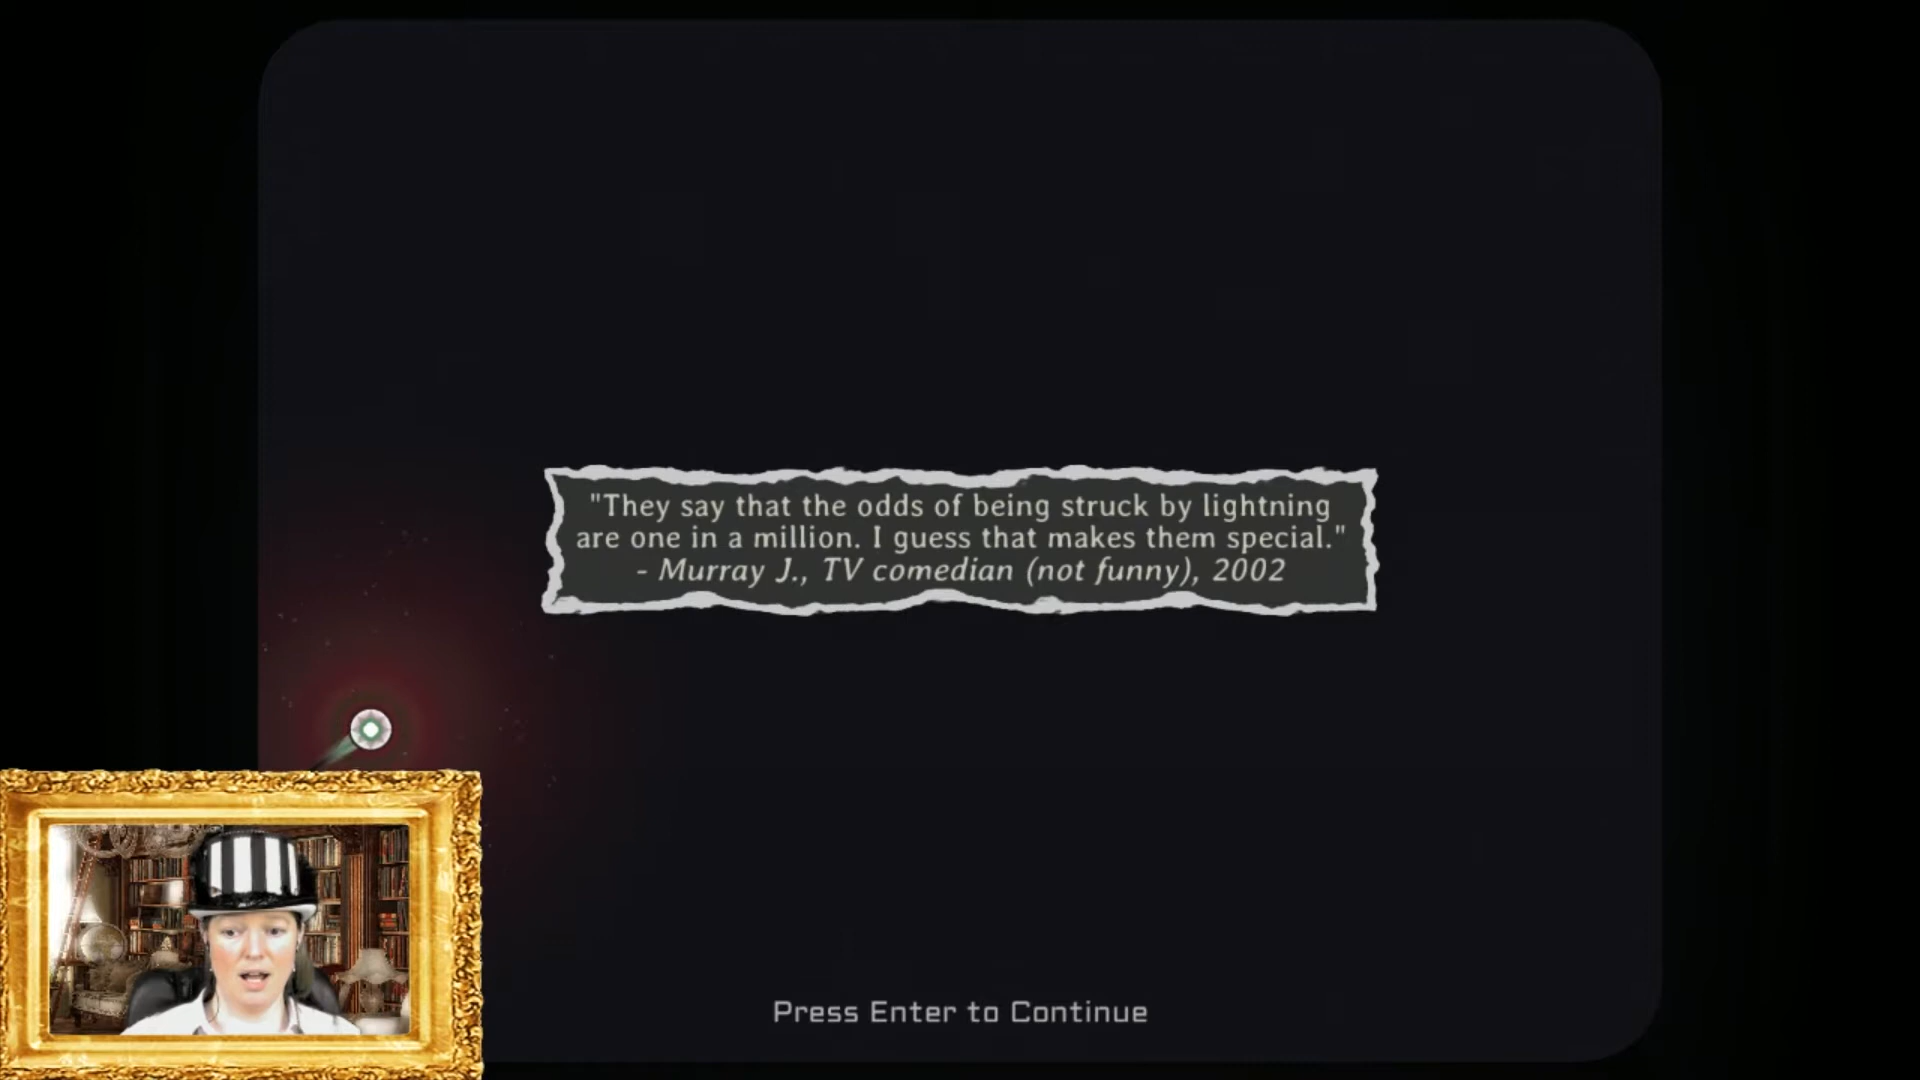 "They say that the odds of being struck by lightning
are one in a million. I guess that makes them special."
- Murray J., TV comedian (not funny), 2002
Press Enter to Continue